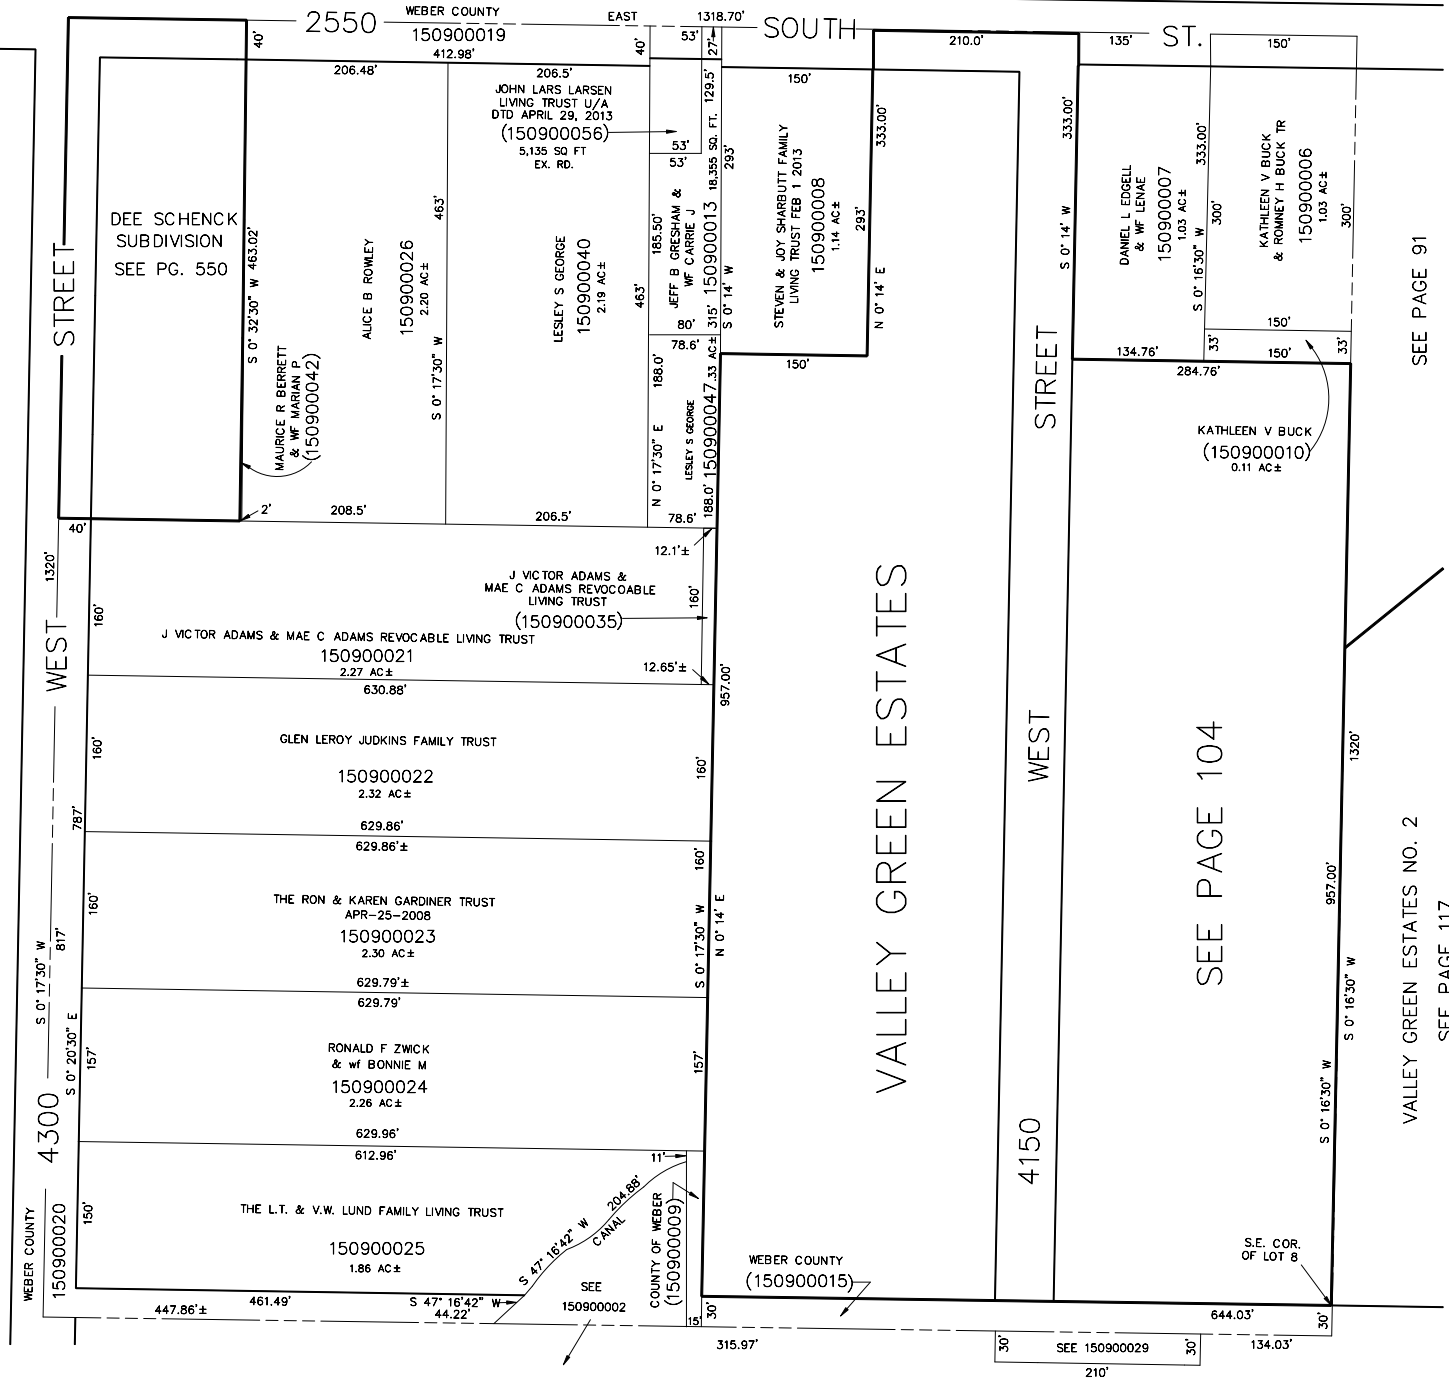 WEBER COUNTY
2550
EAST
1318.70'
SOUTH
ST.
150900019
412.98'
40'
40'
53'
27'
210.0'
135'
150'
206.48'
206.5'
150'
JOHN LARS LARSEN
LIVING TRUST U/A
DTD APRIL 29, 2013
(150900056)
5,135 SQ FT
EX. RD.
53'
53'
129.5'
18,355 SQ. FT.
293'
DEE SCHENCK
SUBDIVISION
SEE PG. 550
S 0° 32'30" W 463.02'
MAURICE R BERRETT
& WF MARIAN P
(150900042)
ALICE B ROWLEY
150900026
2.20 AC±
S 0° 17'30" W
463'
LESLEY S GEORGE
150900040
2.19 AC±
463'
JEFF B GRESHAM &
WF CARRIE J
150900013
185.50'
315'
S 0° 14' W
80'
78.6'
188.0'
N 0° 17'30" E
LESLEY S GEORGE
150900047
.33 AC±
188.0'
78.6'
STEVEN & JOY SHARBUTT FAMILY
LIVING TRUST FEB 1 2013
150900008
1.14 AC±
333.00'
293'
N 0° 14' E
150'
333.00'
S 0° 14' W
DANIEL L EDGELL
& WF LENAE
150900007
1.03 AC±
333.00'
300'
S 0° 16'30" W
KATHLEEN V BUCK
& ROMNEY H BUCK TR
150900006
1.03 AC±
300'
150'
33'
33'
134.76'
150'
284.76'
KATHLEEN V BUCK
(150900010)
0.11 AC±
SEE PAGE 91
STREET
WEST
4300
2'
208.5'
206.5'
40'
1320'
160'
12.1'±
J VICTOR ADAMS &
MAE C ADAMS REVOCOABLE
LIVING TRUST
(150900035)
160'
J VICTOR ADAMS & MAE C ADAMS REVOCABLE LIVING TRUST
150900021
2.27 AC±
12.65'±
630.88'
957.00'
GLEN LEROY JUDKINS FAMILY TRUST
150900022
2.32 AC±
160'
160'
787'
629.86'
629.86'±
160'
THE RON & KAREN GARDINER TRUST
APR-25-2008
150900023
2.30 AC±
160'
817'
S 0° 17'30" W
S 0° 17'30" W
N 0° 14' E
629.79'±
629.79'
RONALD F ZWICK
& wf BONNIE M
150900024
2.26 AC±
S 0° 20'30" E
157'
157'
629.96'
612.96'
11'
THE L.T. & V.W. LUND FAMILY LIVING TRUST
150900025
1.86 AC±
150'
WEBER COUNTY
150900020
S 47° 16'42" W
204.88'
CANAL
COUNTY OF WEBER
(150900009)
SEE
150900002
447.86'±
461.49'
S 47° 16'42" W
44.22'
15'
30'
VALLEY GREEN ESTATES
STREET
WEST
4150
SEE PAGE 104
1320'
957.00'
S 0° 16'30" W
S 0° 16'30" W
VALLEY GREEN ESTATES NO. 2
SEE PAGE 117
WEBER COUNTY
(150900015)
S.E. COR.
OF LOT 8
644.03'
30'
315.97'
30'
SEE 150900029
30'
134.03'
210'